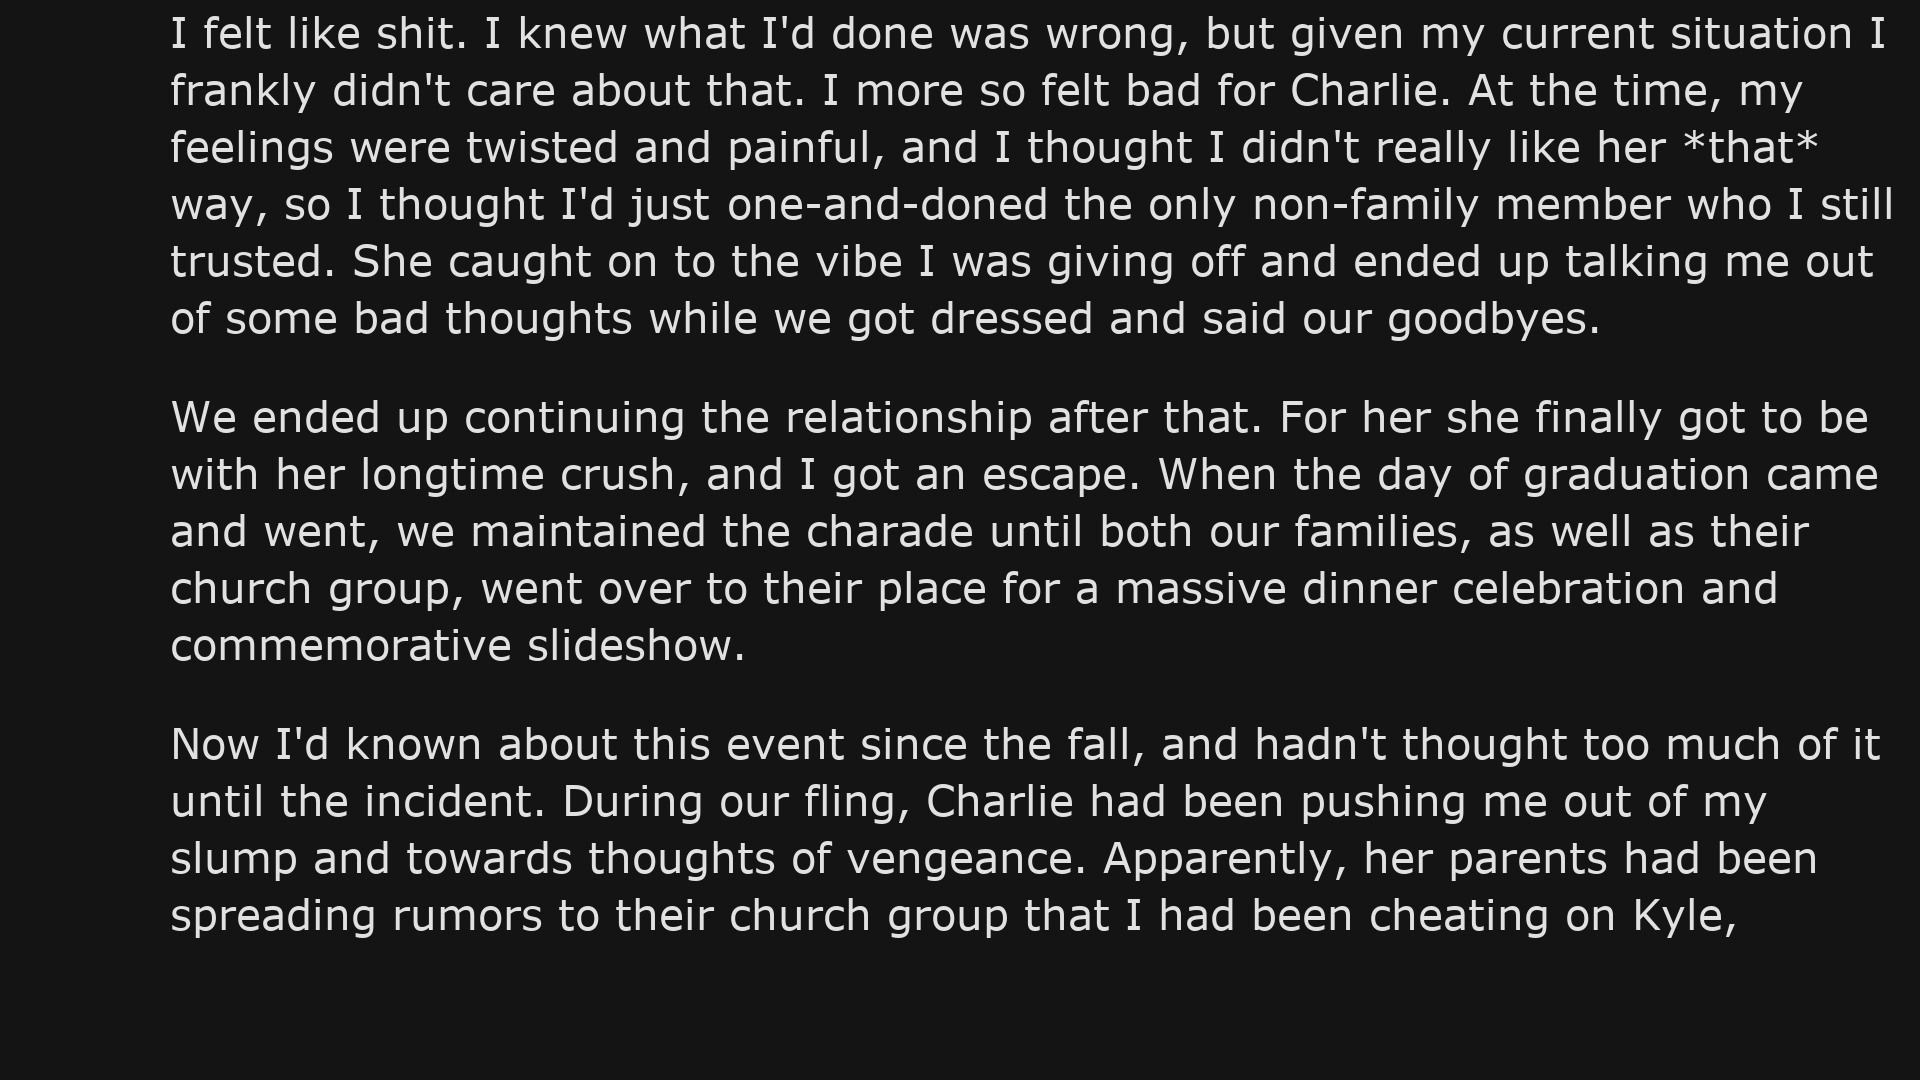 I felt like shit. I knew what I'd done was wrong, but given my current situation I
frankly didn't care about that. I more so felt bad for Charlie. At the time, my
feelings were twisted and painful, and I thought I didn't really like her *that*
way, so I thought I'd just one-and-doned the only non-family member who I still
trusted. She caught on to the vibe I was giving off and ended up talking me out
of some bad thoughts while we got dressed and said our goodbyes.
We ended up continuing the relationship after that. For her she finally got to be
with her longtime crush, and I got an escape. When the day of graduation came
and went, we maintained the charade until both our families, as well as their
church group, went over to their place for a massive dinner celebration and
commemorative slideshow.
Now I'd known about this event since the fall, and hadn't thought too much of it
until the incident. During our fling, Charlie had been pushing me out of my
slump and towards thoughts of vengeance. Apparently, her parents had been
spreading rumors to their church group that I had been cheating on Kyle,